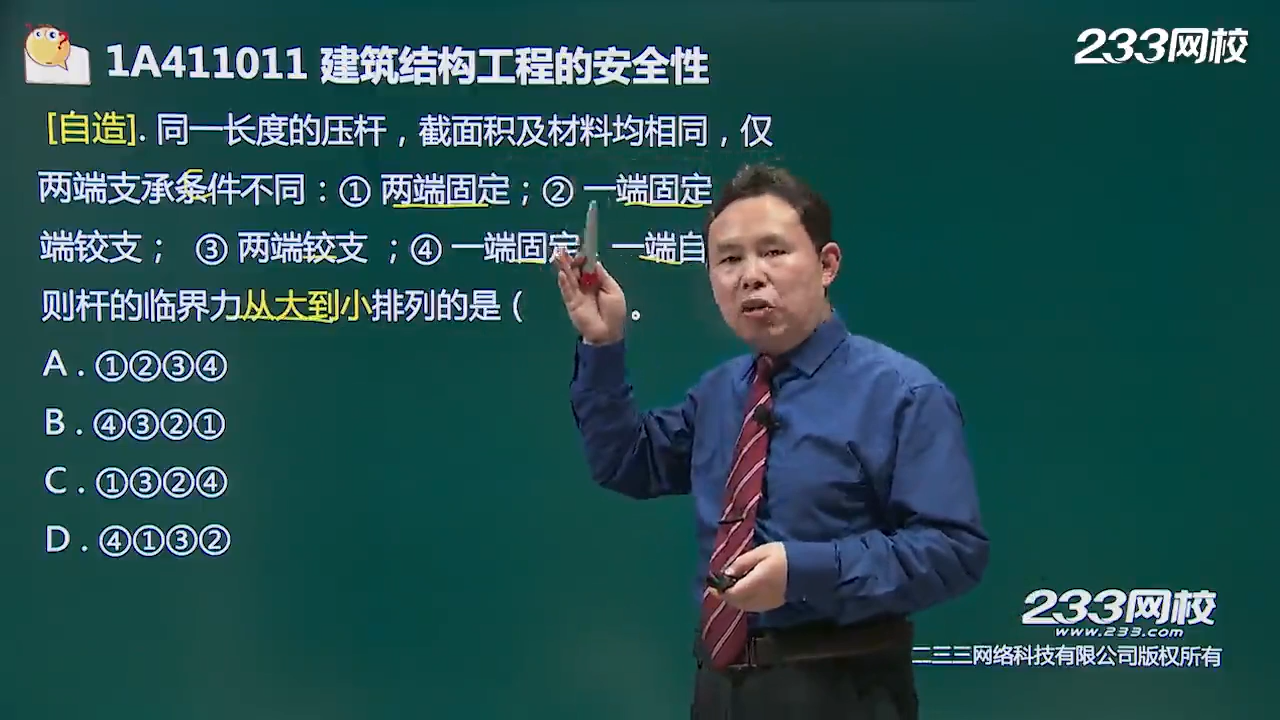 1A411011 建筑结构工程的安全性
233网校
[自造]. 同一长度的压杆，截面积及材料均相同，仅
两端支承条件不同：① 两端固定；② 一端固定
端铰支； ③ 两端铰支 ；④ 一端固定 一端自
则杆的临界力从大到小排列的是（ 。
A . ①②③④
B . ④③②①
C . ①③②④
D . ④①③②
233网校
www.233.com
二三三网络科技有限公司版权所有